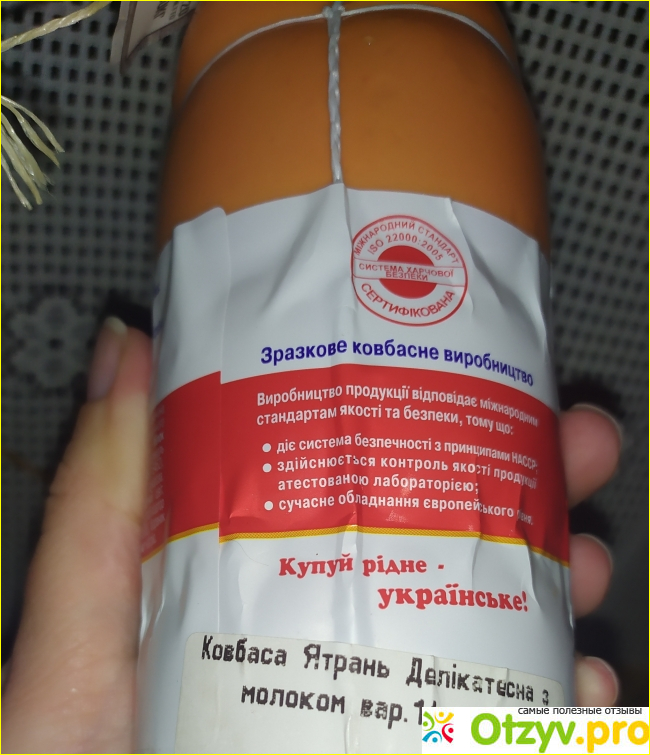 МІЖНАРОДНИЙ СТАНДАРТ
ISO 22000:2005
СИСТЕМА ХАРЧОВОЇ
БЕЗПЕКИ
СЕРТИФІКОВАНА
Зразкове ковбасне виробництво
Виробництво продукції відповідає міжнародним
стандартам якості та безпеки, тому що:
● діє система безпечності з принципами НАССР;
● здійснюється контроль якості продукції
атестованою лабораторією;
● сучасне обладнання європейського
Купуй рідне -
українське!
Ковбаса Ятрань Делікатесна з
молоком вар.
самые полезные отзывы
Otzyv.pro